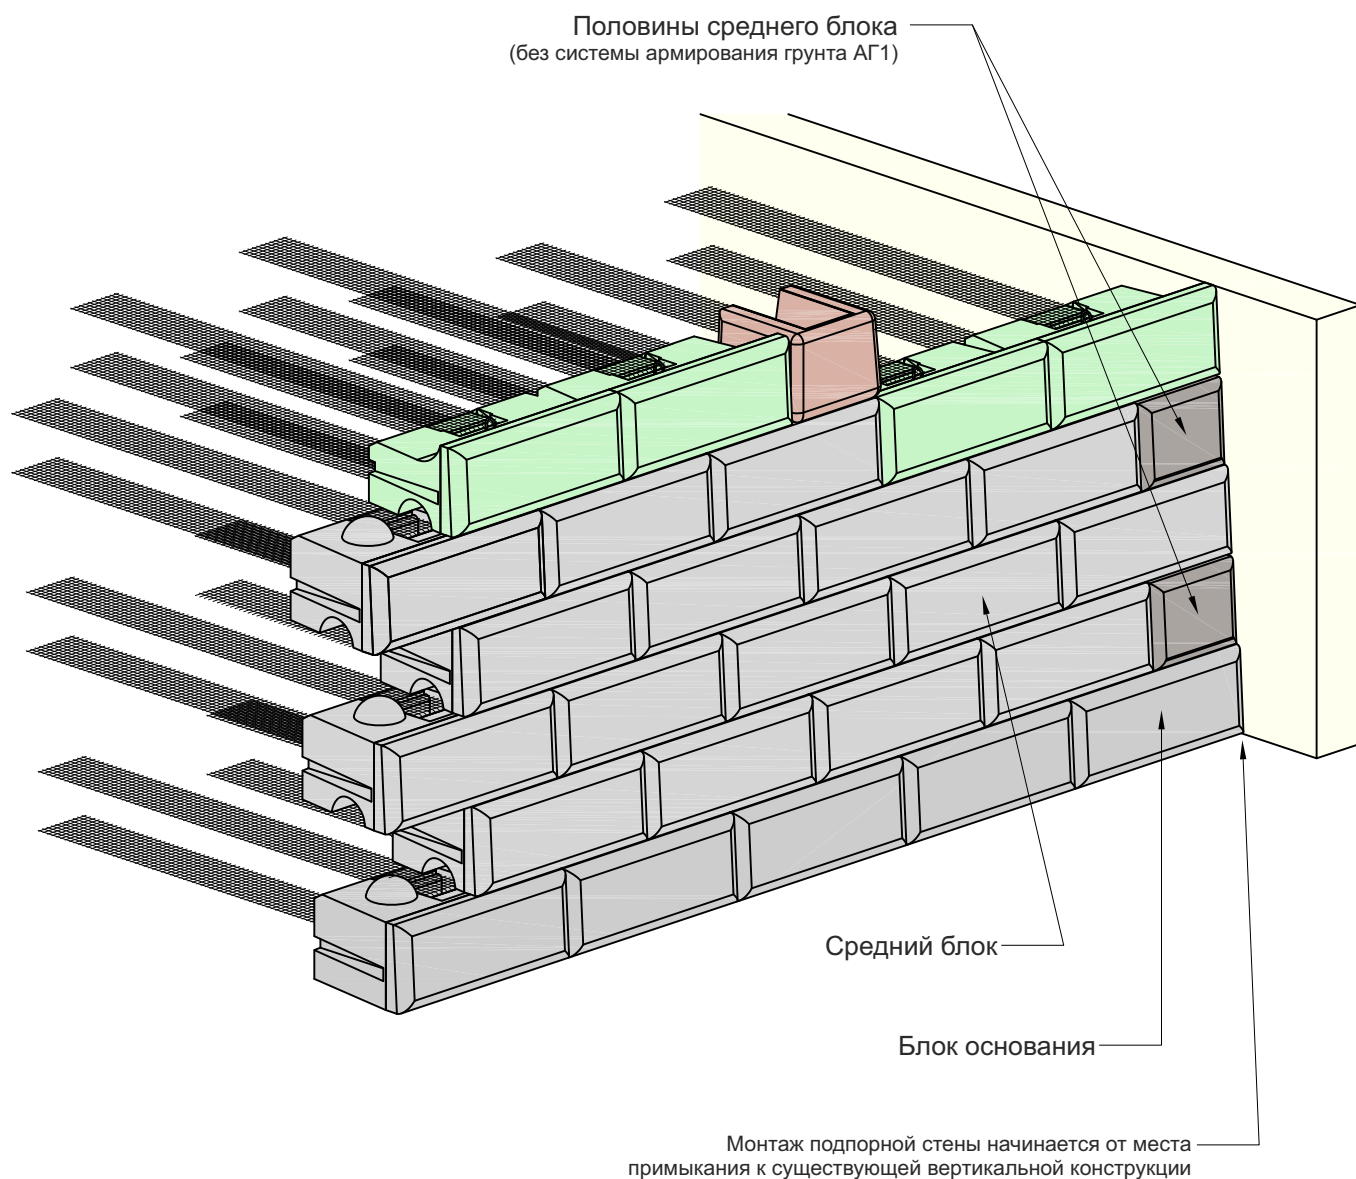 Половины среднего блока
(без системы армирования грунта АГ1)
Средний блок
Блок основания
Монтаж подпорной стены начинается от места
примыкания к существующей вертикальной конструкции